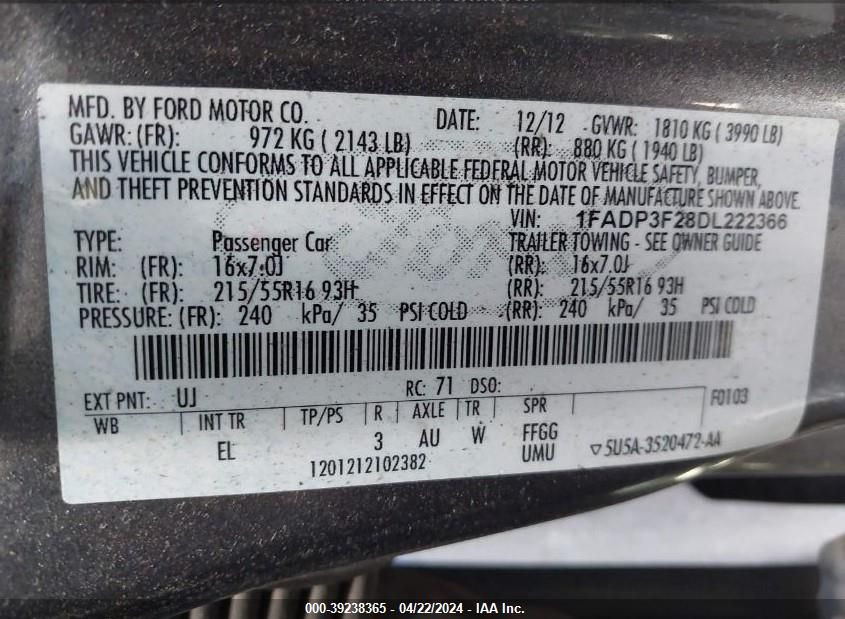 MFD. BY FORD MOTOR CO. DATE: 12/12 GVWR: 1810 KG ( 3990 LB)
GAWR: (FR): 972 KG ( 2143 LB) (RR): 880 KG ( 1940 LB)
THIS VEHICLE CONFORMS TO ALL APPLICABLE FEDERAL MOTOR VEHICLE SAFETY, BUMPER,
AND THEFT PREVENTION STANDARDS IN EFFECT ON THE DATE OF MANUFACTURE SHOWN ABOVE.
VIN: 1FADP3F28DL222366
TYPE: Passenger Car TRAILER TOWING - SEE OWNER GUIDE
RIM: (FR): 16x7.0J (RR): 16x7.0J
TIRE: (FR): 215/55R16 93H (RR): 215/55R16 93H
PRESSURE: (FR): 240 kPa/ 35 PSI COLD (RR): 240 kPa/ 35 PSI COLD
EXT PNT: UJ RC: 71 DSO: F0103
WB INT TR TP/PS R AXLE TR SPR
EL 3 AU W FFGG
UMU ▽5U5A-3520472-AA
1201212102382
000-39238365 - 04/22/2024 - IAA Inc.